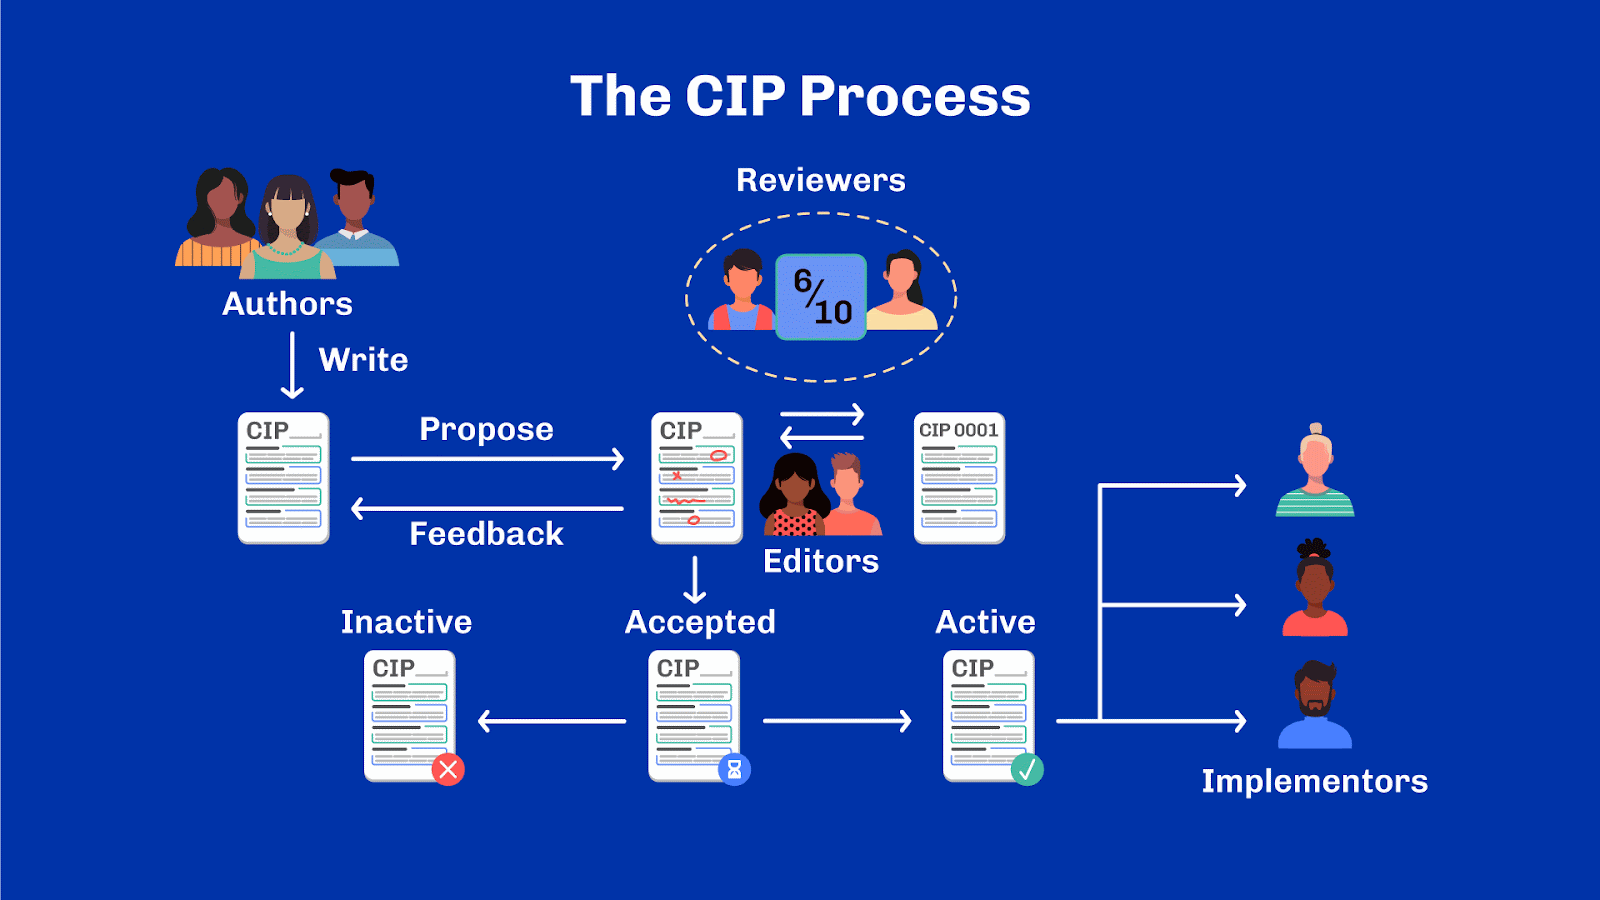 The CIP Process
Reviewers
6/10
Authors
Write
CIP
Propose
Feedback
CIP
CIP 0001
Editors
Inactive
Accepted
Active
CIP
CIP
CIP
Implementors